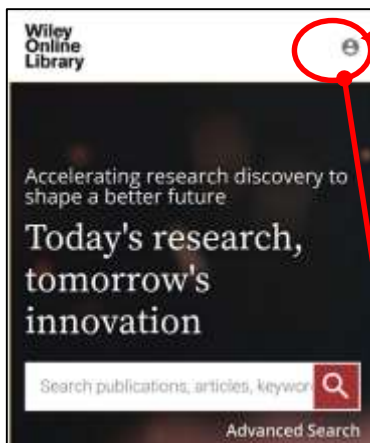 Wiley
Online
Library
Accelerating research discovery to
shape a better future
Today's research,
tomorrow's
innovation
Search publications, articles, keywor
Advanced Search